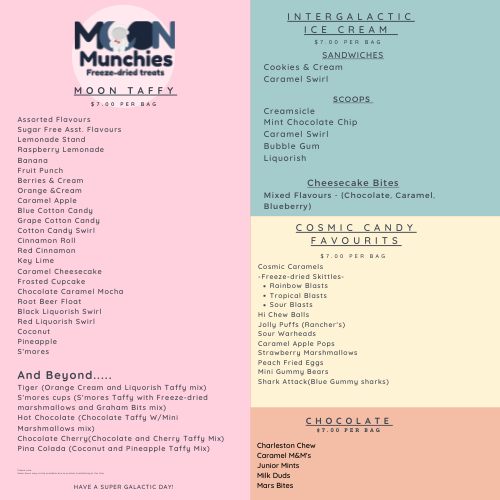 MOON
Munchies
Freeze-dried treats
MOON TAFFY
$7.00 PER BAG
Assorted Flavours
Sugar Free Asst. Flavours
Lemonade Stand
Raspberry Lemonade
Banana
Fruit Punch
Berries & Cream
Orange &Cream
Caramel Apple
Blue Cotton Candy
Grape Cotton Candy
Cotton Candy Swirl
Cinnamon Roll
Red Cinnamon
Key Lime
Caramel Cheesecake
Frosted Cupcake
Chocolate Caramel Mocha
Root Beer Float
Black Liquorish Swirl
Red Liquorish Swirl
Coconut
Pineapple
S'mores
And Beyond.....
Tiger (Orange Cream and Liquorish Taffy mix)
S'mores cups (S'mores Taffy with Freeze-dried
marshmallows and Graham Bits mix)
Hot Chocolate (Chocolate Taffy W/Mini
Marshmallows mix)
Chocolate Cherry(Chocolate and Cherry Taffy Mix)
Pina Colada (Coconut and Pineapple Taffy Mix)
HAVE A SUPER GALACTIC DAY!
INTERGALACTIC
ICE CREAM
$7.00 PER BAG
SANDWICHES
Cookies & Cream
Caramel Swirl
SCOOPS
Creamsicle
Mint Chocolate Chip
Caramel Swirl
Bubble Gum
Liquorish
Cheesecake Bites
Mixed Flavours - (Chocolate, Caramel,
Blueberry)
COSMIC CANDY
FAVOURITS
$7.00 PER BAG
Cosmic Caramels
-Freeze-dried Skittles-
• Rainbow Blasts
• Tropical Blasts
• Sour Blasts
Hi Chew Balls
Jolly Puffs (Rancher's)
Sour Warheads
Caramel Apple Pops
Strawberry Marshmallows
Peach Fried Eggs
Mini Gummy Bears
Shark Attack(Blue Gummy sharks)
CHOCOLATE
$7.00 PER BAG
Charleston Chew
Caramel M&M's
Junior Mints
Milk Duds
Mars Bites